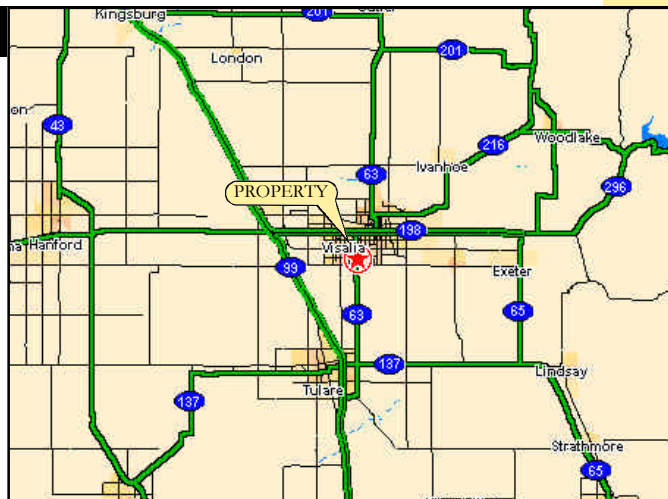 Kingsburg
201
London
201
43
216
Woodlake
Ivanhoe
63
296
PROPERTY
198
Hanford
Visalia
99
Exeter
63
65
137
Lindsay
Tulare
137
Strathmore
65